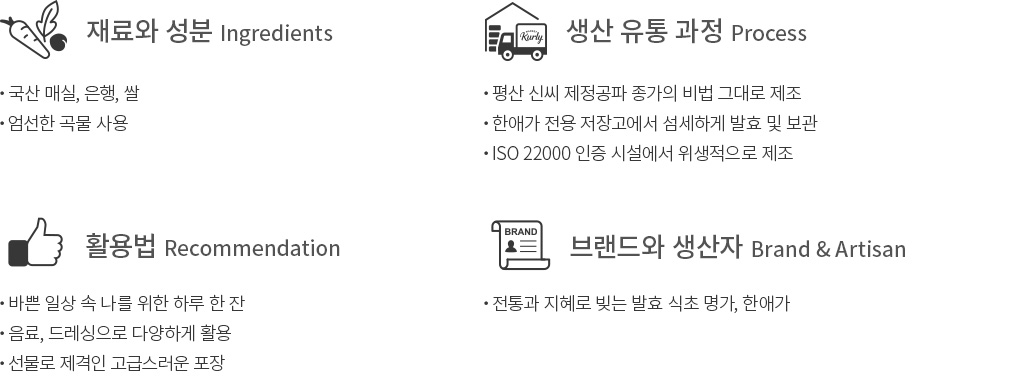 재료와 성분 Ingredients
• 국산 매실, 은행, 쌀
• 엄선한 곡물 사용
Kurly
생산 유통 과정 Process
• 평산 신씨 제정공파 종가의 비법 그대로 제조
• 한애가 전용 저장고에서 섬세하게 발효 및 보관
• ISO 22000 인증 시설에서 위생적으로 제조
활용법 Recommendation
• 바쁜 일상 속 나를 위한 하루 한 잔
• 음료, 드레싱으로 다양하게 활용
• 선물로 제격인 고급스러운 포장
BRAND
브랜드와 생산자 Brand & Artisan
• 전통과 지혜로 빚는 발효 식초 명가, 한애가